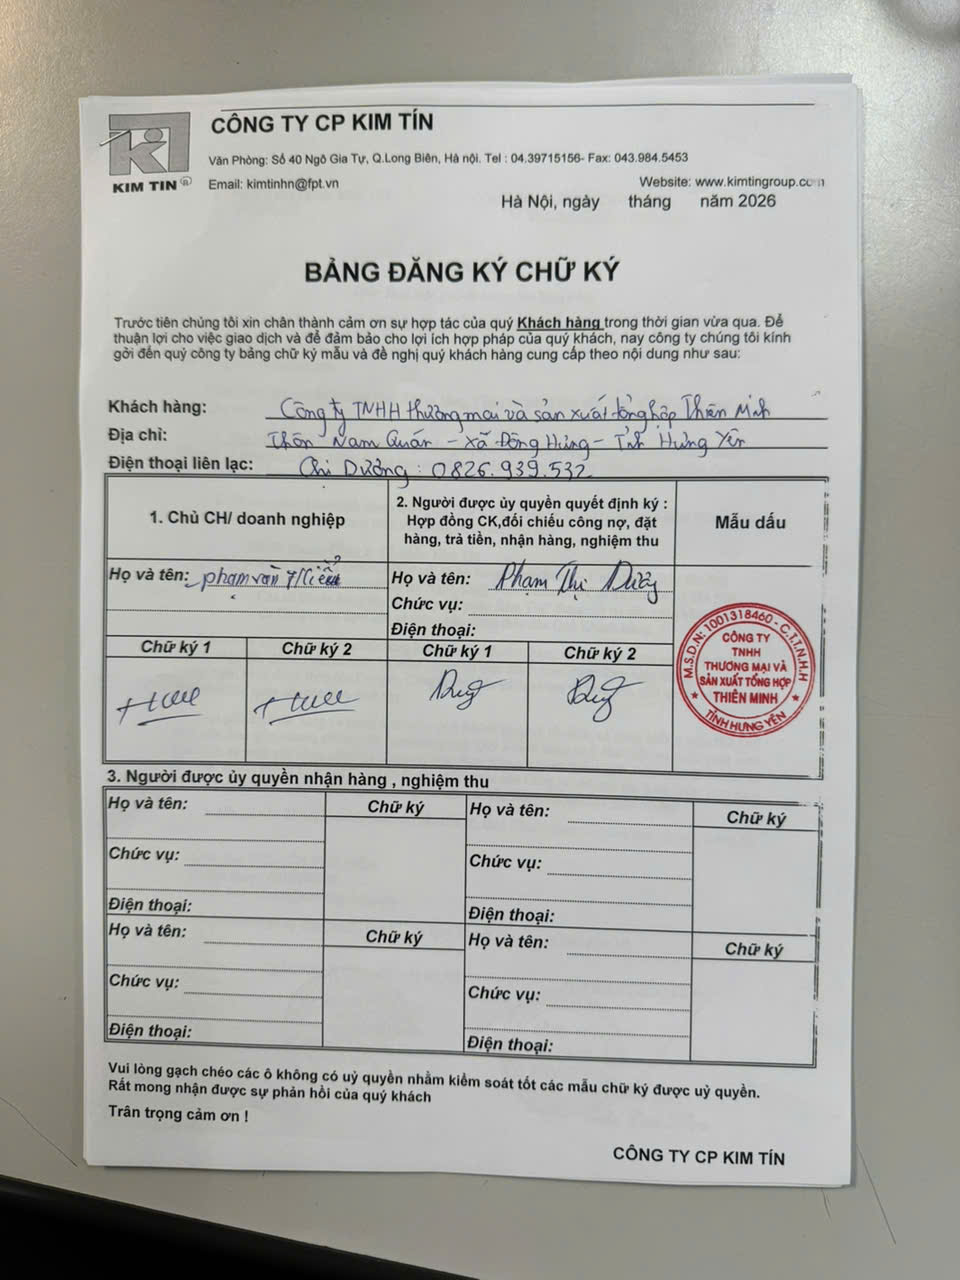 CÔNG TY CP KIM TÍN
KIM TIN ®
Văn Phòng: Số 40 Ngô Gia Tự, Q.Long Biên, Hà nội. Tel : 04.39715156- Fax: 043.984.5453
Email: kimtinhn@fpt.vn Website: www.kimtingroup.com
Hà Nội, ngày tháng năm 2026
BẢNG ĐĂNG KÝ CHỮ KÝ
Trước tiên chúng tôi xin chân thành cảm ơn sự hợp tác của quý Khách hàng trong thời gian vừa qua. Để
thuận lợi cho việc giao dịch và để đảm bảo cho lợi ích hợp pháp của quý khách, nay công ty chúng tôi kính
gởi đến quý công ty bảng chữ ký mẫu và đề nghị quý khách hàng cung cấp theo nội dung như sau:
Khách hàng: Công ty TNHH thương mại và sản xuất tổng hợp Thiên Minh
Địa chỉ: Thôn Nam Quán - Xã Đông Hưng - Tỉnh Hưng Yên
Điện thoại liên lạc: Chị Dưỡng : 0826.939.532
1. Chủ CH/ doanh nghiệp
2. Người được ủy quyền quyết định ký :
Hợp đồng CK,đối chiếu công nợ, đặt
hàng, trả tiền, nhận hàng, nghiệm thu
Mẫu dấu
Họ và tên: phạm văn
Họ và tên: Phạm Thị
Chức vụ:
Điện thoại:
Chữ ký 1 Chữ ký 2 Chữ ký 1 Chữ ký 2
M.S.D.N: 1001318460 - C.T.T.N.H.H
CÔNG TY
TNHH
THƯƠNG MẠI VÀ
SẢN XUẤT TỔNG HỢP
THIÊN MINH
TỈNH HƯNG YÊN
3. Người được ủy quyền nhận hàng , nghiệm thu
Họ và tên: Chữ ký Họ và tên: Chữ ký
Chức vụ: Chức vụ:
Điện thoại: Điện thoại:
Họ và tên: Chữ ký Họ và tên: Chữ ký
Chức vụ: Chức vụ:
Điện thoại: Điện thoại:
Vui lòng gạch chéo các ô không có uỷ quyền nhằm kiểm soát tốt các mẫu chữ ký được uỷ quyền.
Rất mong nhận được sự phản hồi của quý khách
Trân trọng cảm ơn !
CÔNG TY CP KIM TÍN